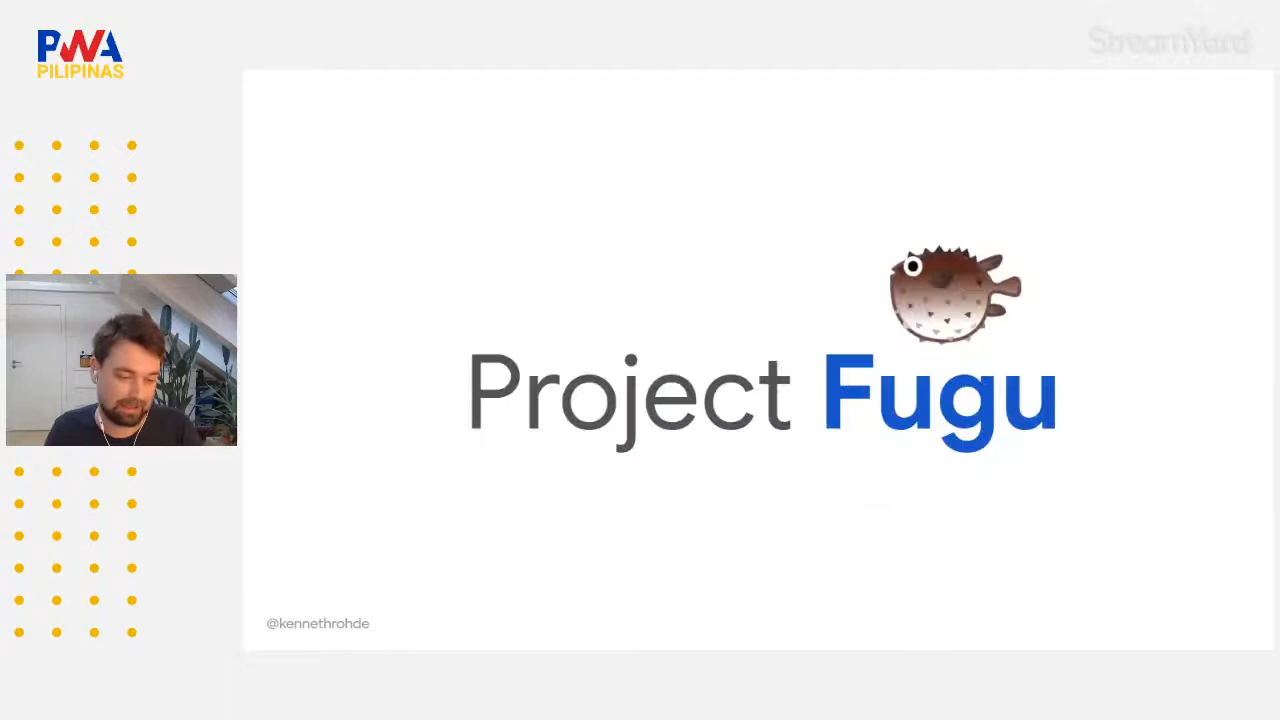 PWA
PILIPINAS
StreamYard
Project Fugu
@kennethrohde